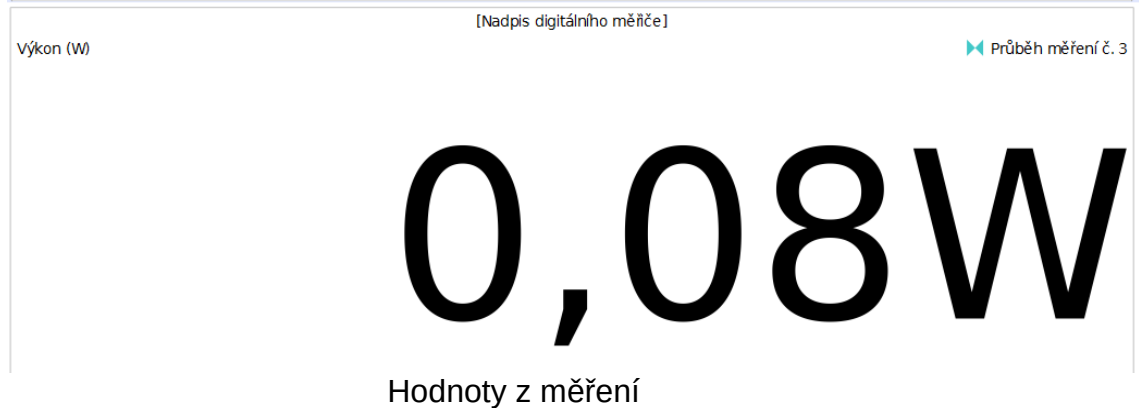 [Nadpis digitálního měřiče]
Výkon (W)
Průběh měření č. 3
0,08W
Hodnoty z měření